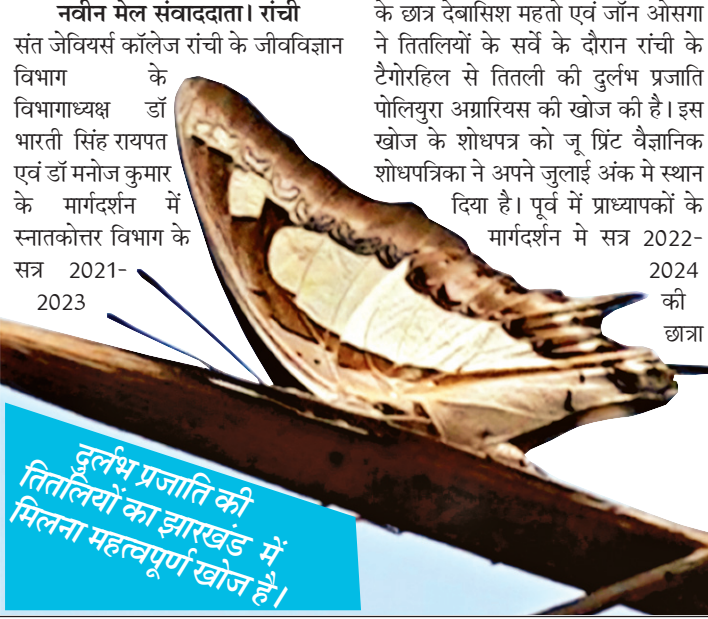 नवीन मेल संवाददाता। रांची
संत जेवियर्स कॉलेज रांची के जीवविज्ञान
विभाग के
विभागाध्यक्ष डॉ
भारती सिंह रायपत
एवं डॉ मनोज कुमार
के मार्गदर्शन में
स्नातकोत्तर विभाग के
सत्र 2021-
2023
के छात्र देबासिश महतो एवं जॉन ओसगा
ने तितलियों के सर्वे के दौरान रांची के
टैगोरहिल से तितली की दुर्लभ प्रजाति
पोलियुरा अग्रारियस की खोज की है। इस
खोज के शोधपत्र को जू प्रिंट वैज्ञानिक
शोधपत्रिका ने अपने जुलाई अंक मे स्थान
दिया है। पूर्व में प्राध्यापकों के
मार्गदर्शन मे सत्र 2022-
2024
की
छात्रा
दुर्लभ प्रजाति की
तितलियों का झारखंड में
मिलना महत्वपूर्ण खोज है।